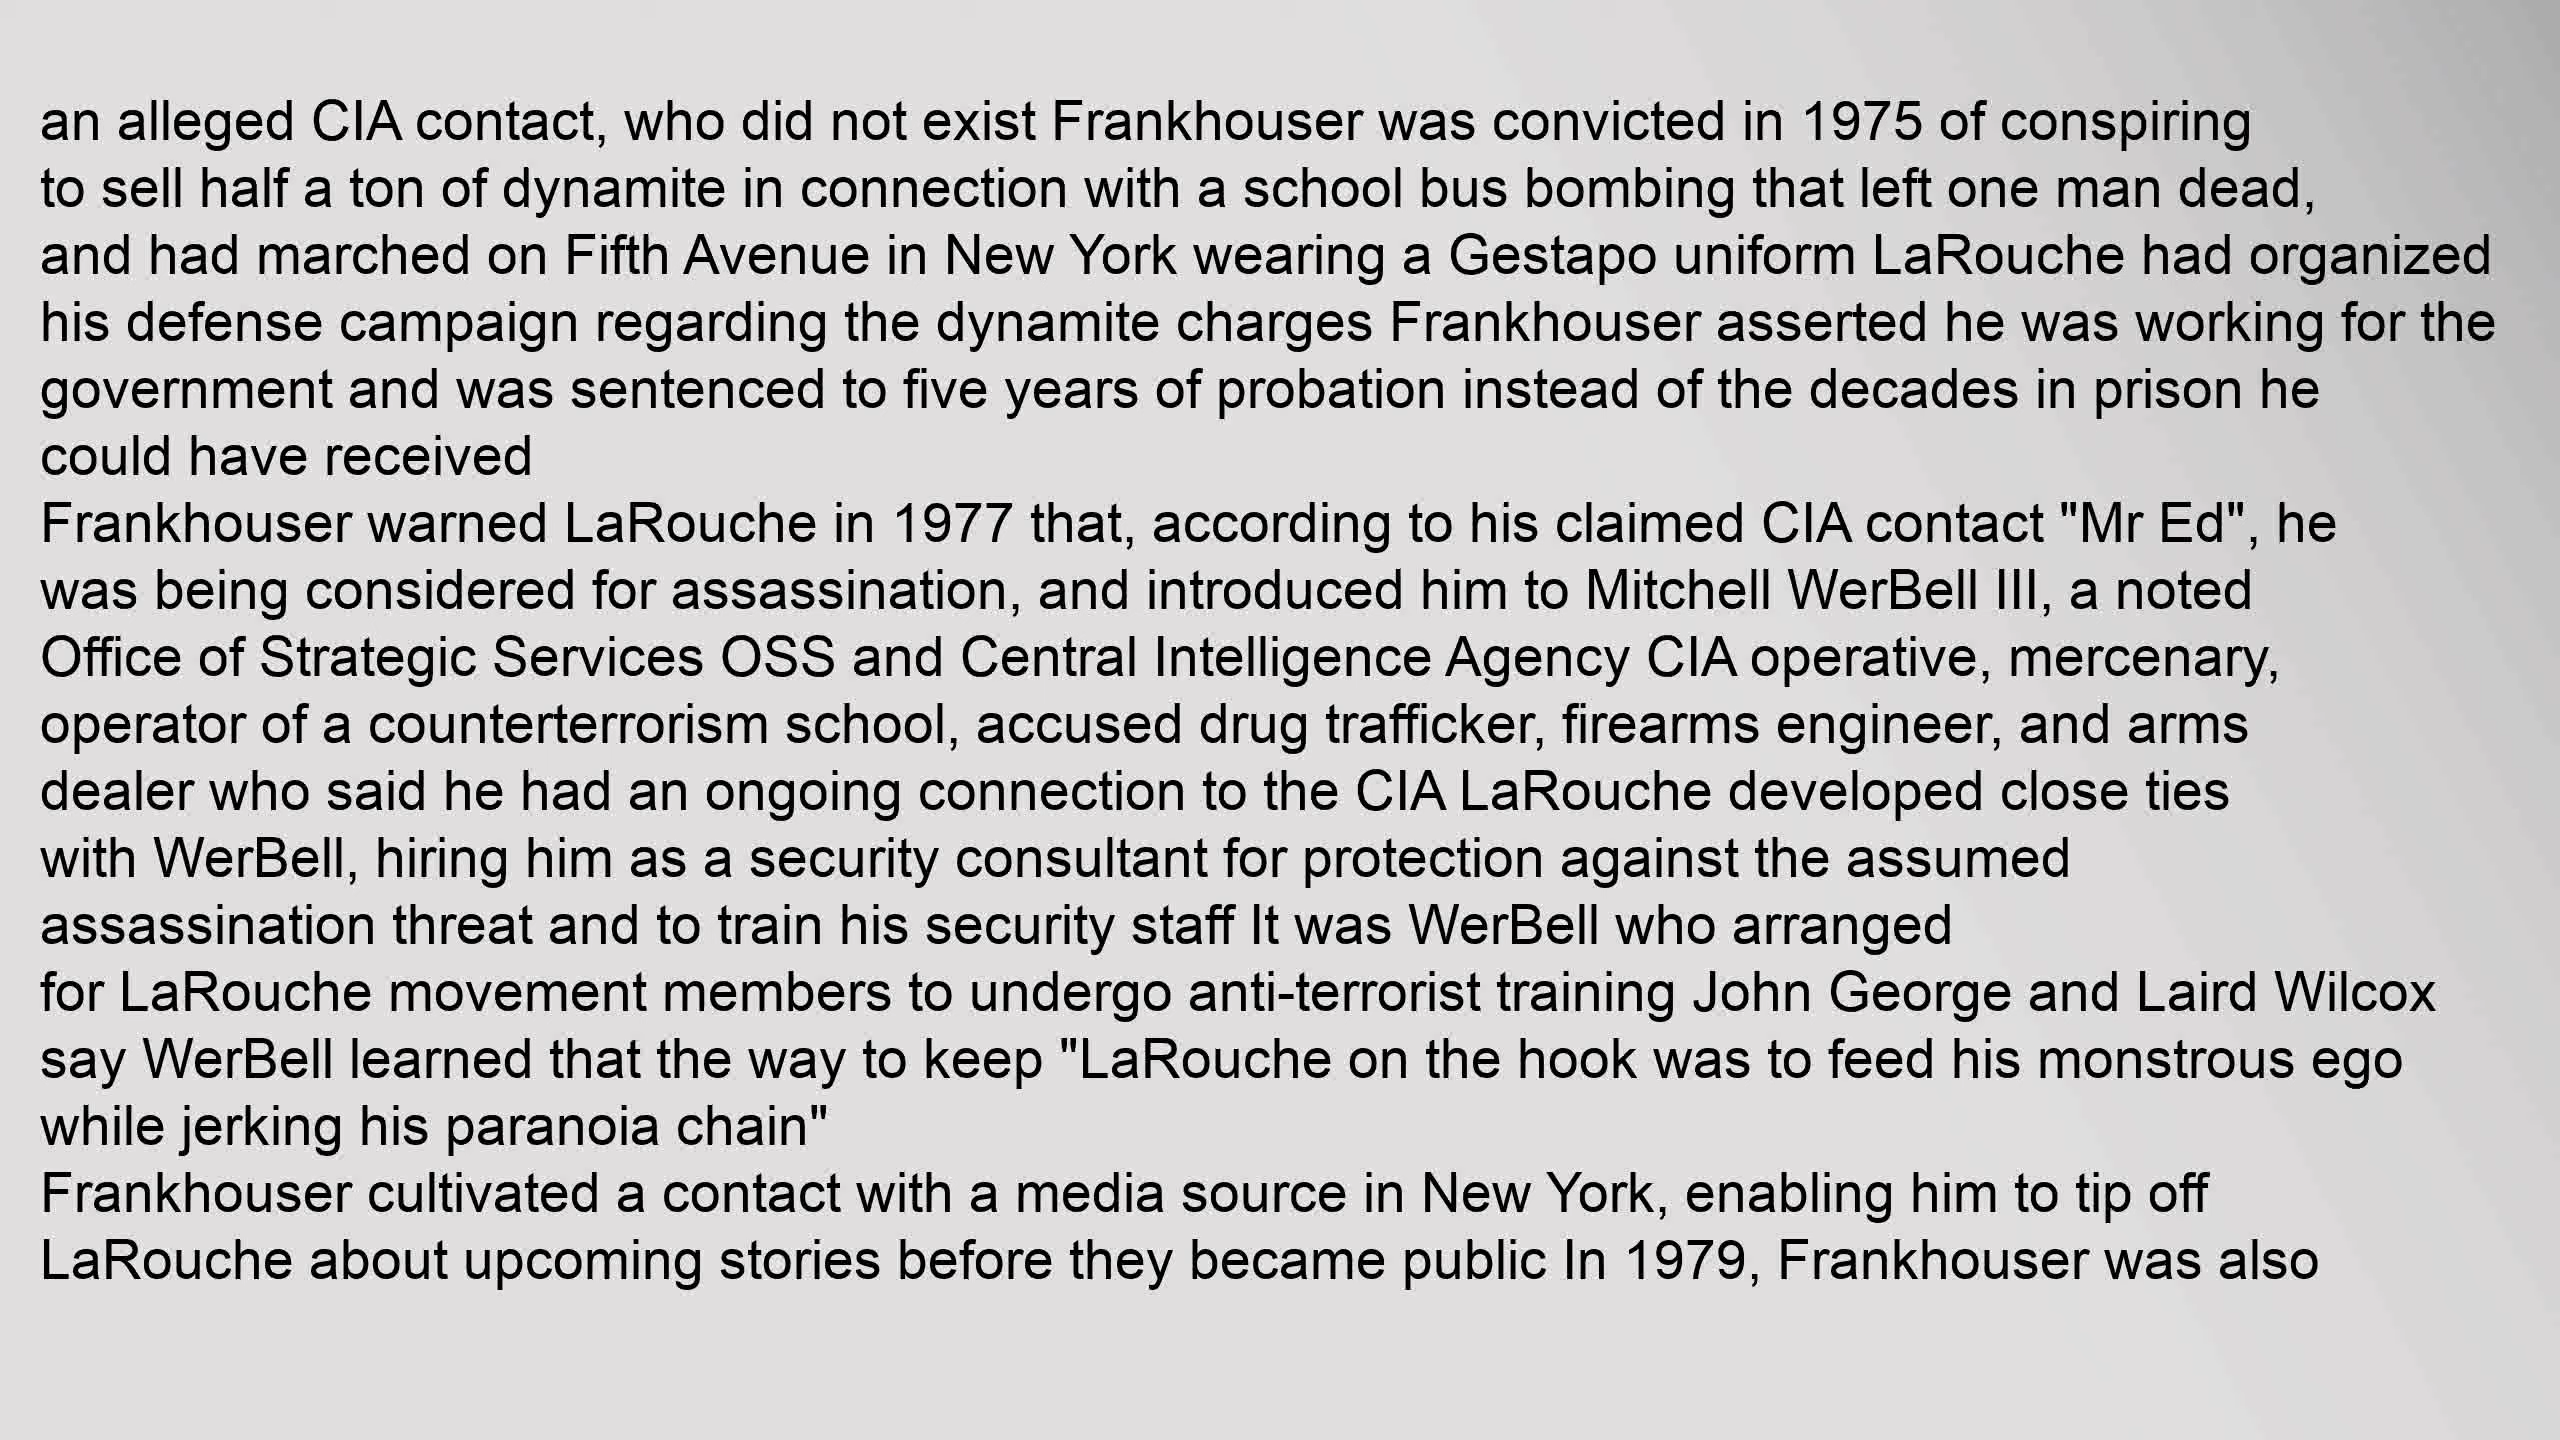 an alleged CIA contact, who did not exist Frankhouser was convicted in 1975 of conspiring
to sell half a ton of dynamite in connection with a school bus bombing that left one man dead,
and had marched on Fifth Avenue in New York wearing a Gestapo uniform LaRouche had organized
his defense campaign regarding the dynamite charges Frankhouser asserted he was working for the
government and was sentenced to five years of probation instead of the decades in prison he
could have received
Frankhouser warned LaRouche in 1977 that, according to his claimed CIA contact "Mr Ed", he
was being considered for assassination, and introduced him to Mitchell WerBell III, a noted
Office of Strategic Services OSS and Central Intelligence Agency CIA operative, mercenary,
operator of a counterterrorism school, accused drug trafficker, firearms engineer, and arms
dealer who said he had an ongoing connection to the CIA LaRouche developed close ties
with WerBell, hiring him as a security consultant for protection against the assumed
assassination threat and to train his security staff It was WerBell who arranged
for LaRouche movement members to undergo anti-terrorist training John George and Laird Wilcox
say WerBell learned that the way to keep "LaRouche on the hook was to feed his monstrous ego
while jerking his paranoia chain"
Frankhouser cultivated a contact with a media source in New York, enabling him to tip off
LaRouche about upcoming stories before they became public In 1979, Frankhouser was also